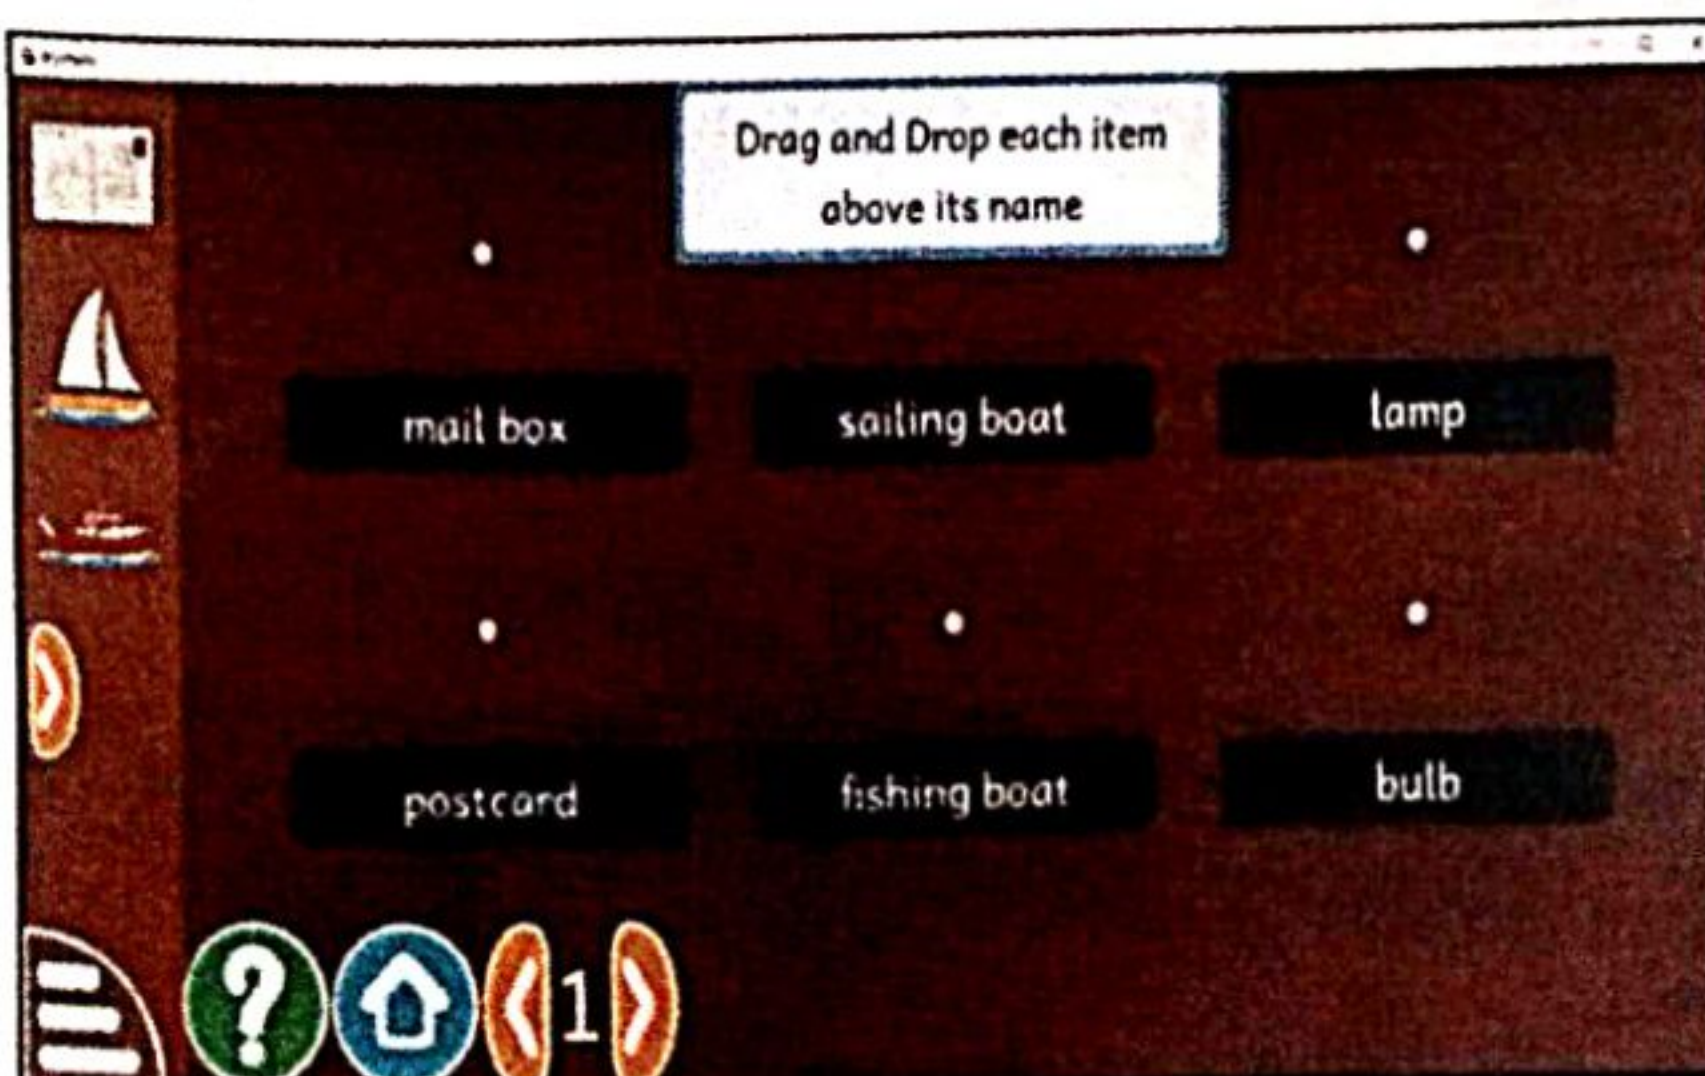 Drag and Drop each item
above its name
mail box
sailing boat
lamp
postcard
fishing boat
bulb
?
1